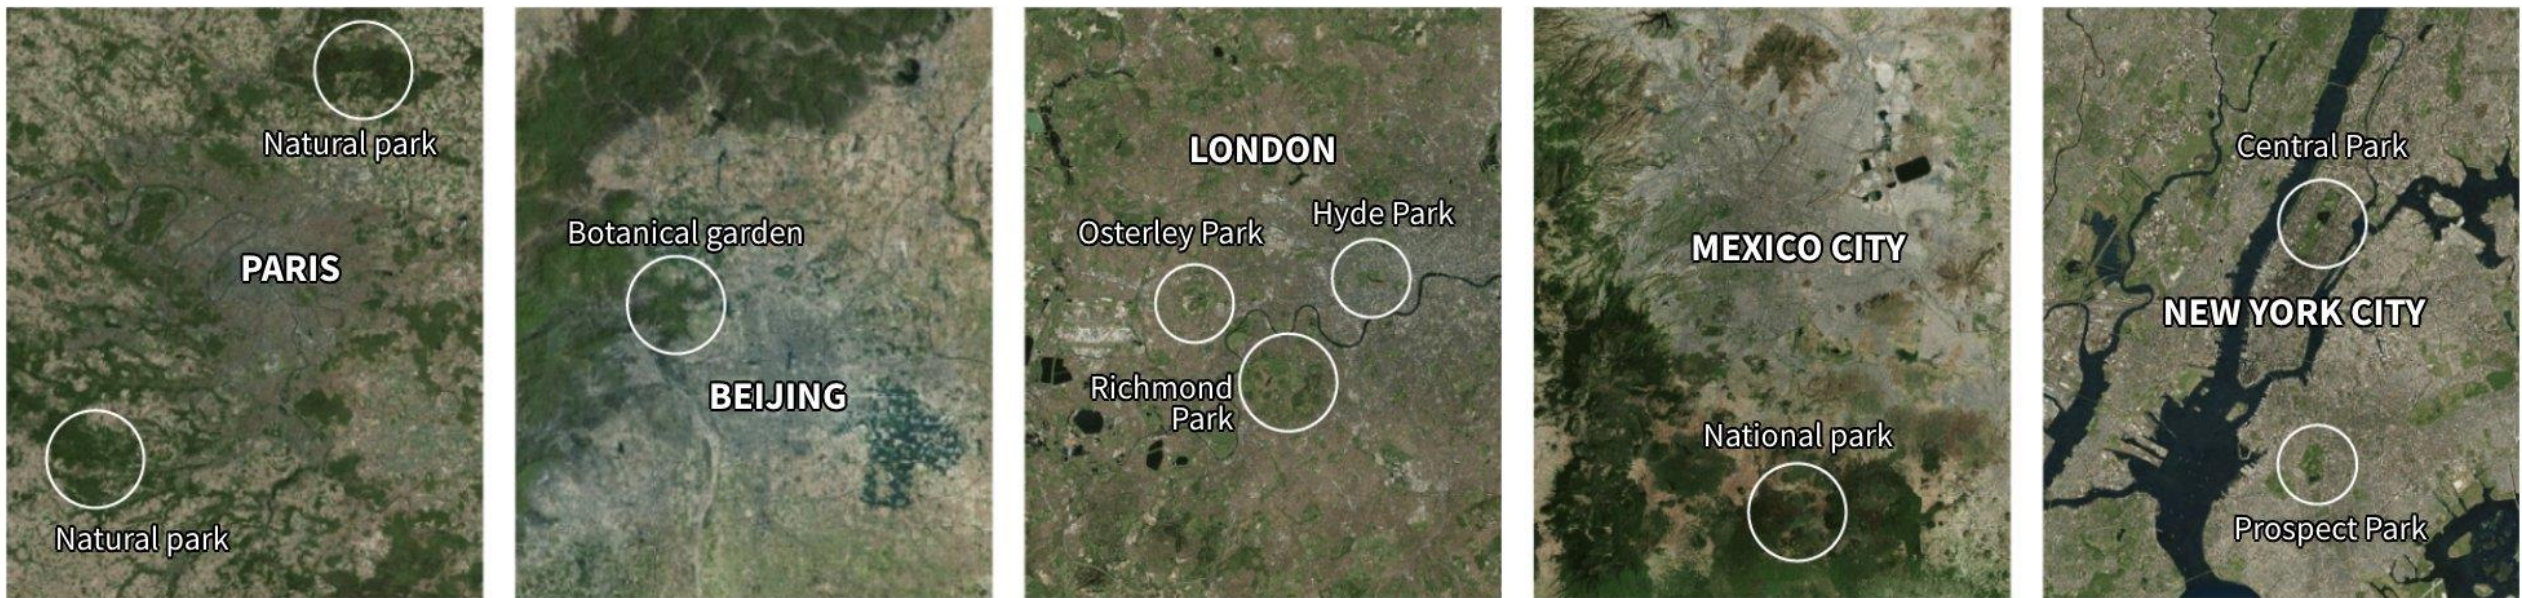 Natural park
PARIS
Natural park
Botanical garden
BEIJING
LONDON
Hyde Park
Osterley Park
Richmond
Park
MEXICO CITY
National park
Central Park
NEW YORK CITY
Prospect Park